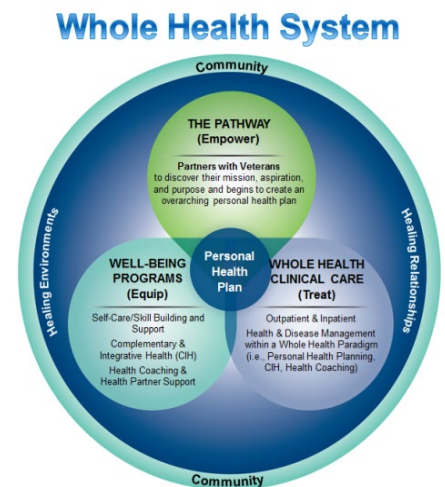 Whole Health System
Community
THE PATHWAY
(Empower)
Partners with Veterans
to discover their mission, aspiration,
and purpose and begins to create an
overarching personal health plan
Healing Environments
Healing Relationships
Personal
Health
Plan
WELL-BEING
PROGRAMS
(Equip)
Self-Care/Skill Building and
Support
Complementary &
Integrative Health (CIH)
Health Coaching &
Health Partner Support
WHOLE HEALTH
CLINICAL CARE
(Treat)
Outpatient & Inpatient
Health & Disease Management
within a Whole Health Paradigm
(i.e., Personal Health Planning,
CIH, Health Coaching)
Community